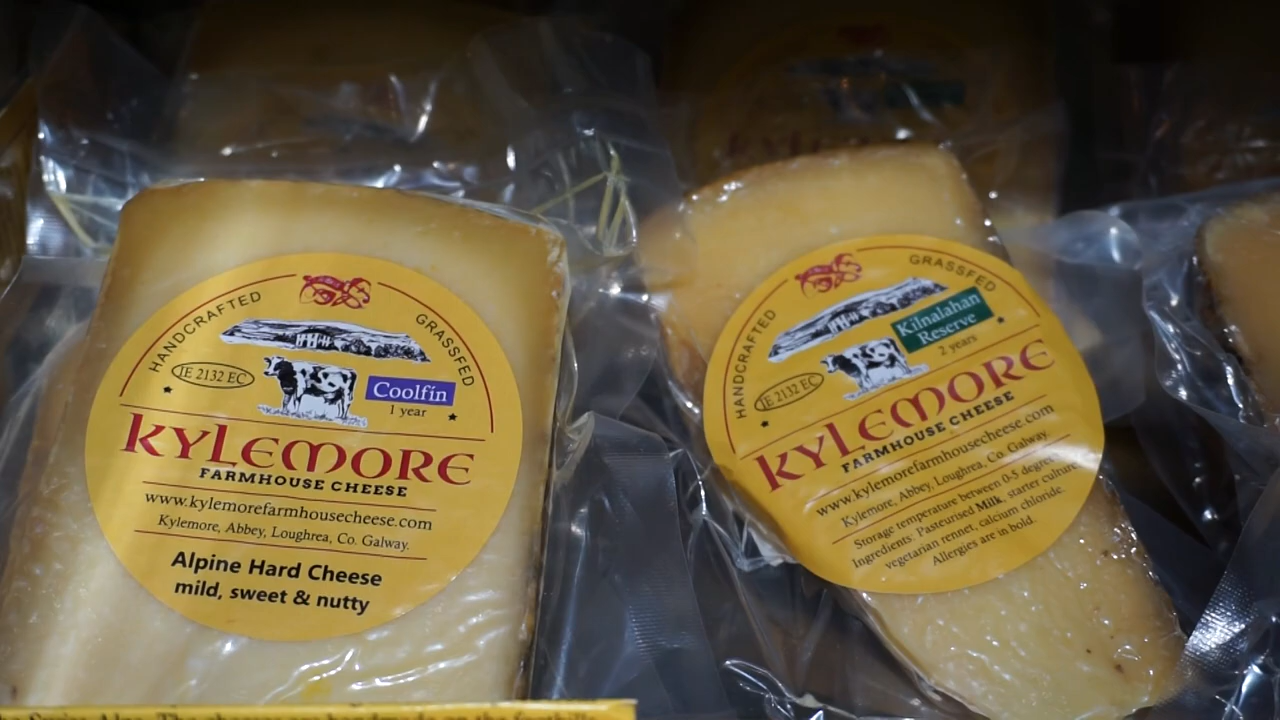 HANDCRAFTED
GRASSFED
IE 2132 EC
Coolfin
1 year
KYLEMORE
FARMHOUSE CHEESE
www.kylemorefarmhousecheese.com
Kylemore, Abbey, Loughrea, Co. Galway.
Alpine Hard Cheese
mild, sweet & nutty
HANDCRAFTED
GRASSFED
Kilnalahan
Reserve
2 years
IE 2132 EC
KYLEMORE
FARMHOUSE CHEESE
www.kylemorefarmhousecheese.com
Kylemore, Abbey, Loughrea, Co. Galway
Storage temperature between 0-5 degree
Ingredients: Pasteurised Milk, starter culture
vegetarian rennet, calcium chloride.
Allergies are in bold.